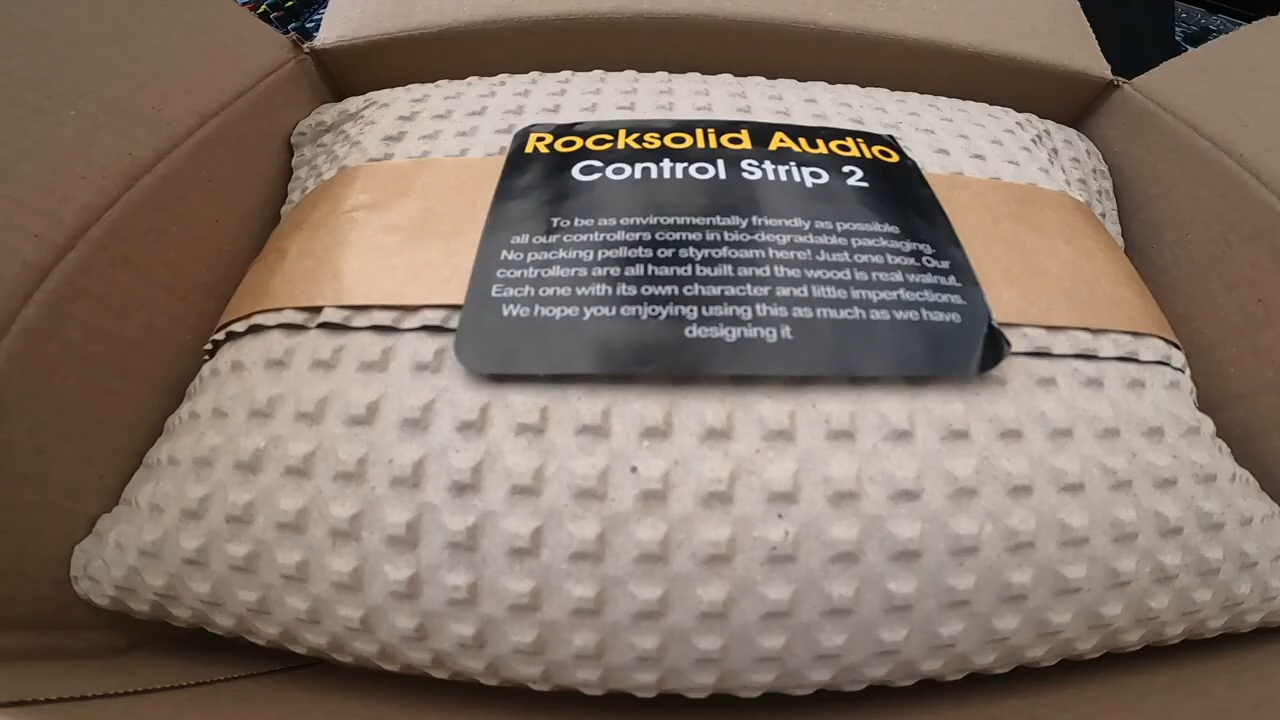 Rocksolid Audio
Control Strip 2
To be as environmentally friendly as possible
all our controllers come in bio-degradable packaging.
No packing pellets or styrofoam here! Just one box. Our
controllers are all hand built and the wood is real walnut.
Each one with its own character and little imperfections.
We hope you enjoying using this as much as we have
designing it